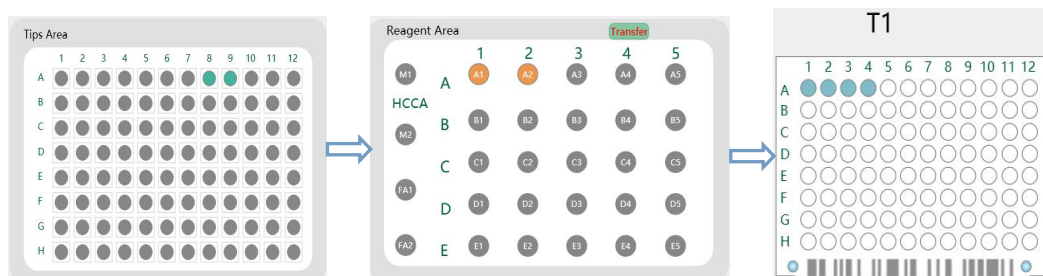 Tips Area
1 2 3 4 5 6 7 8 9 10 11 12
A
B
C
D
E
F
G
H
Reagent Area
Transfer
1 2 3 4 5
M1 A A1 A2 A3 A4 A5
HCCA
M2 B B1 B2 B3 B4 B5
C C1 C2 C3 C4 C5
FA1
D D1 D2 D3 D4 D5
FA2 E E1 E2 E3 E4 E5
T1
1 2 3 4 5 6 7 8 9 10 11 12
A
B
C
D
E
F
G
H